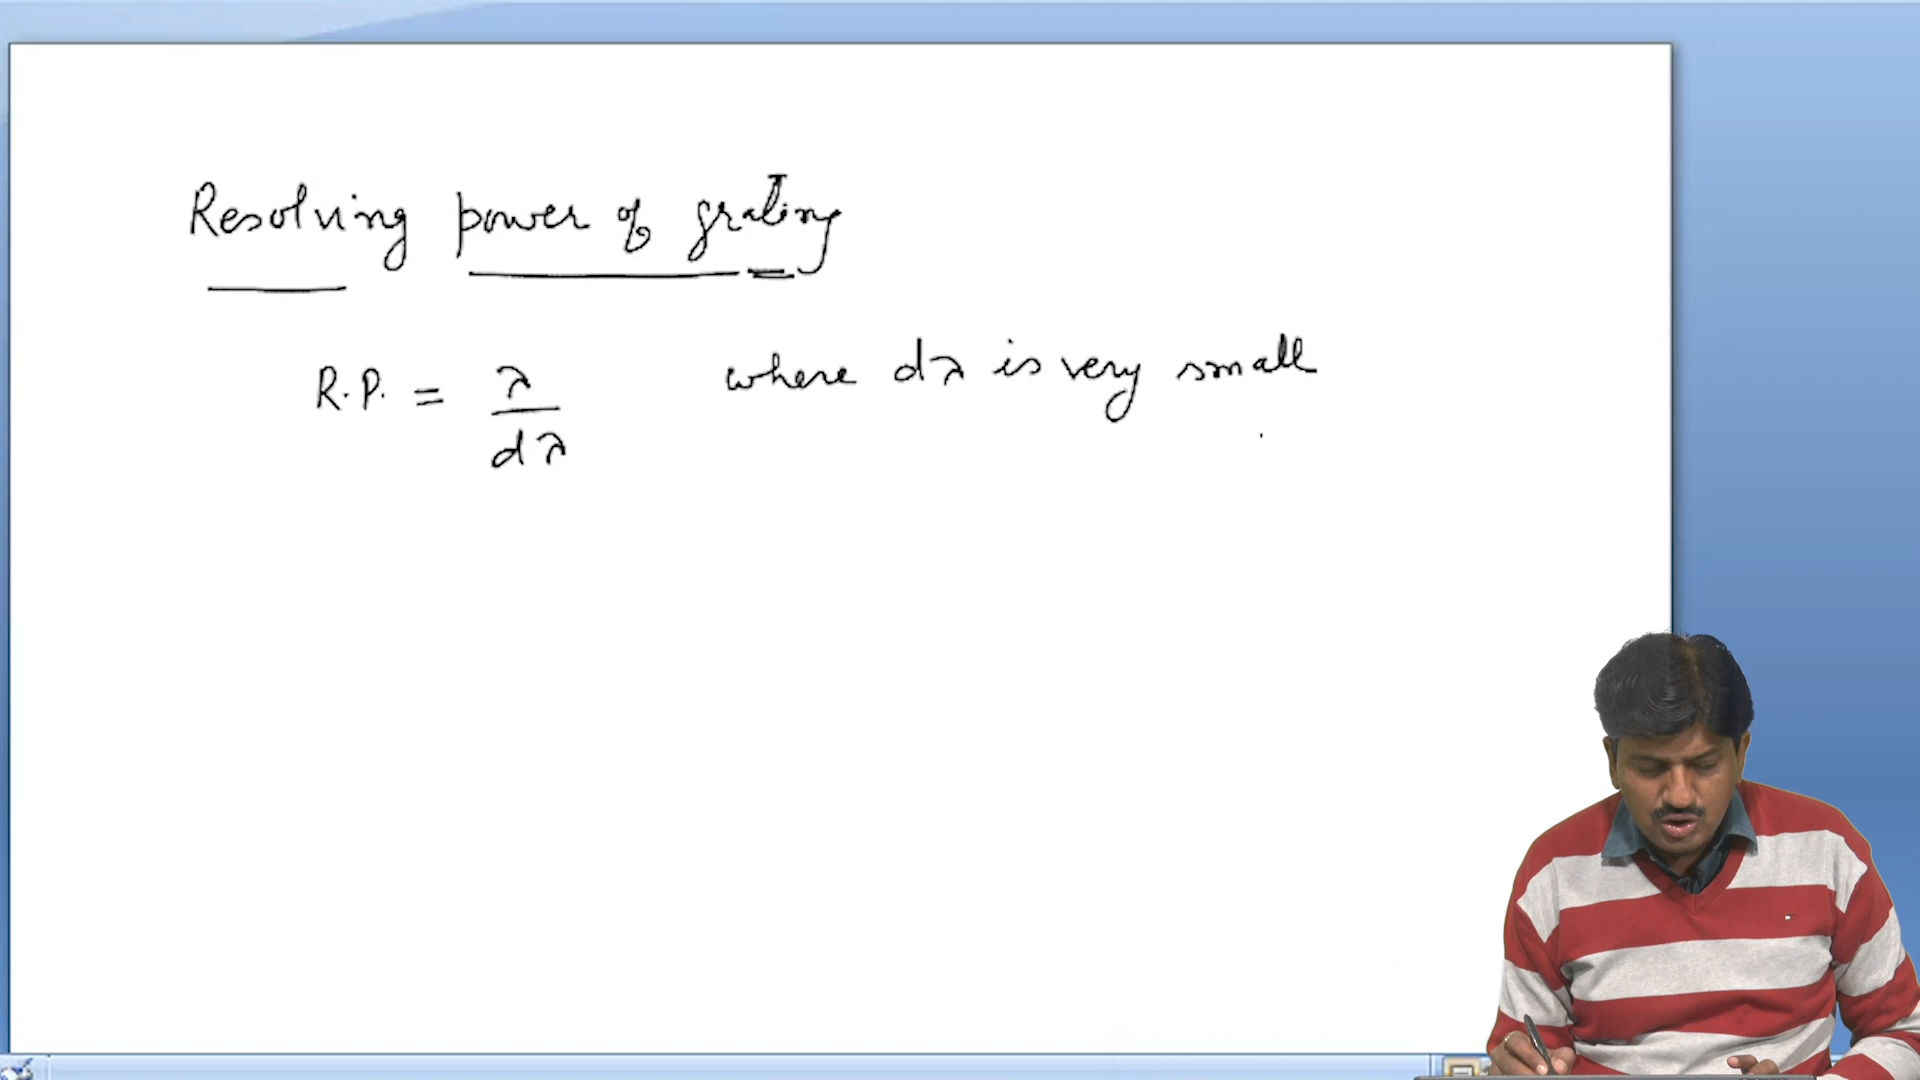 Resolving power of grating
R.P. = λ/dλ where dλ is very small